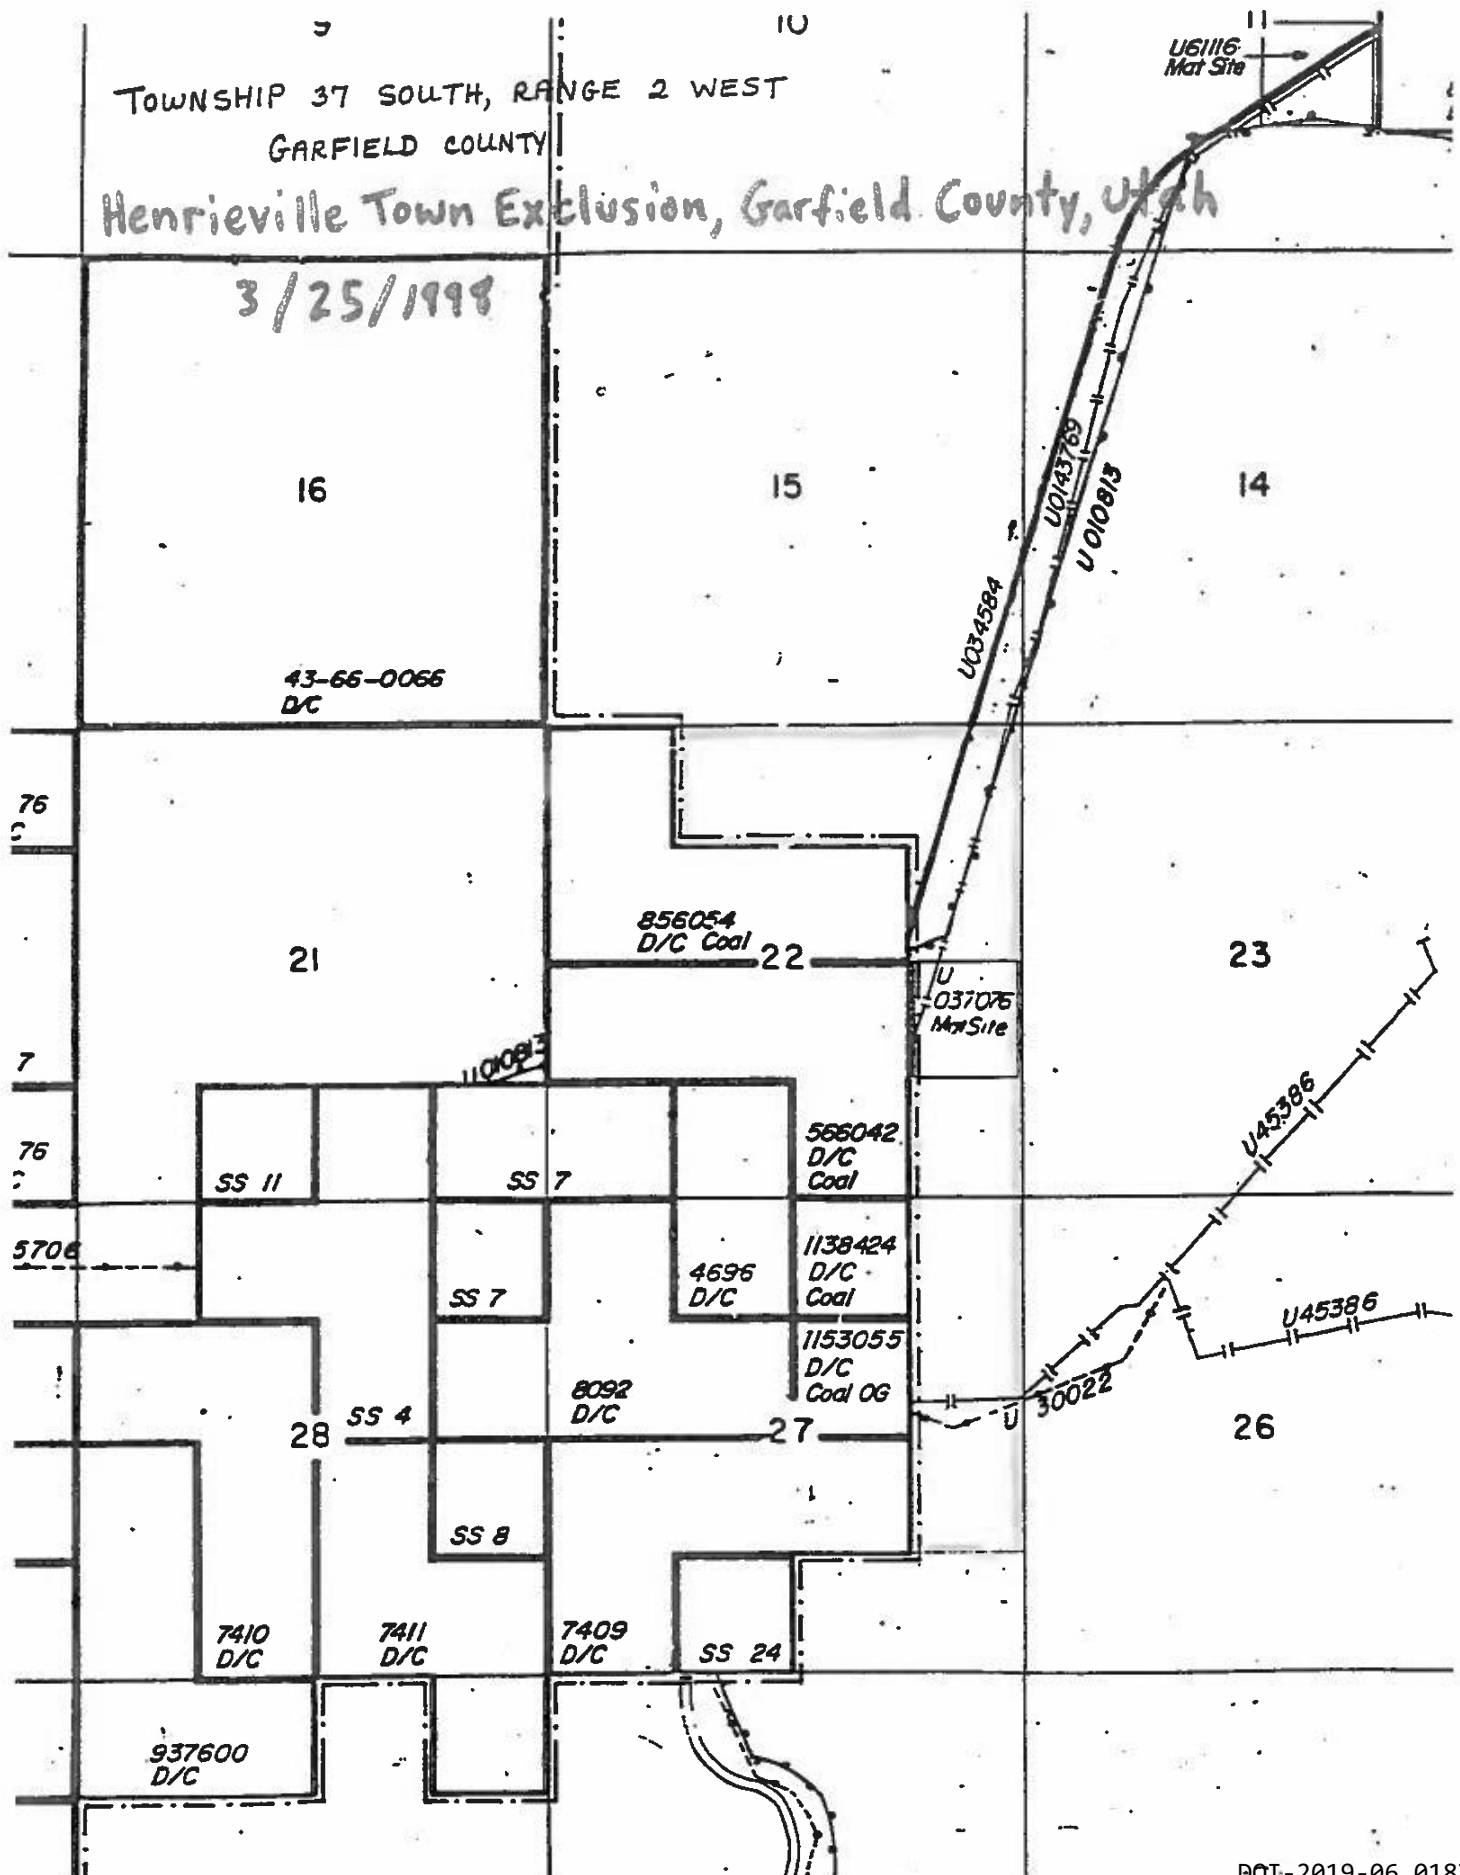 9
10
11
U61116
Mat Site
TOWNSHIP 37 SOUTH, RANGE 2 WEST
GARFIELD COUNTY
Henrieville Town Exclusion, Garfield County, Utah
3/25/1998
16
15
14
U0143769
U010813
U034584
43-66-0066
D/C
76
C
856054
D/C Coal
21
22
23
U
037076
Mat Site
7
U010813
U45386
76
C
566042
D/C
Coal
SS 11
SS 7
5706
1138424
D/C
Coal
4696
D/C
SS 7
U45386
1153055
D/C
Coal OG
8092
D/C
U 30022
SS 4
28
27
26
SS 8
7410
D/C
7411
D/C
7409
D/C
SS 24
937600
D/C